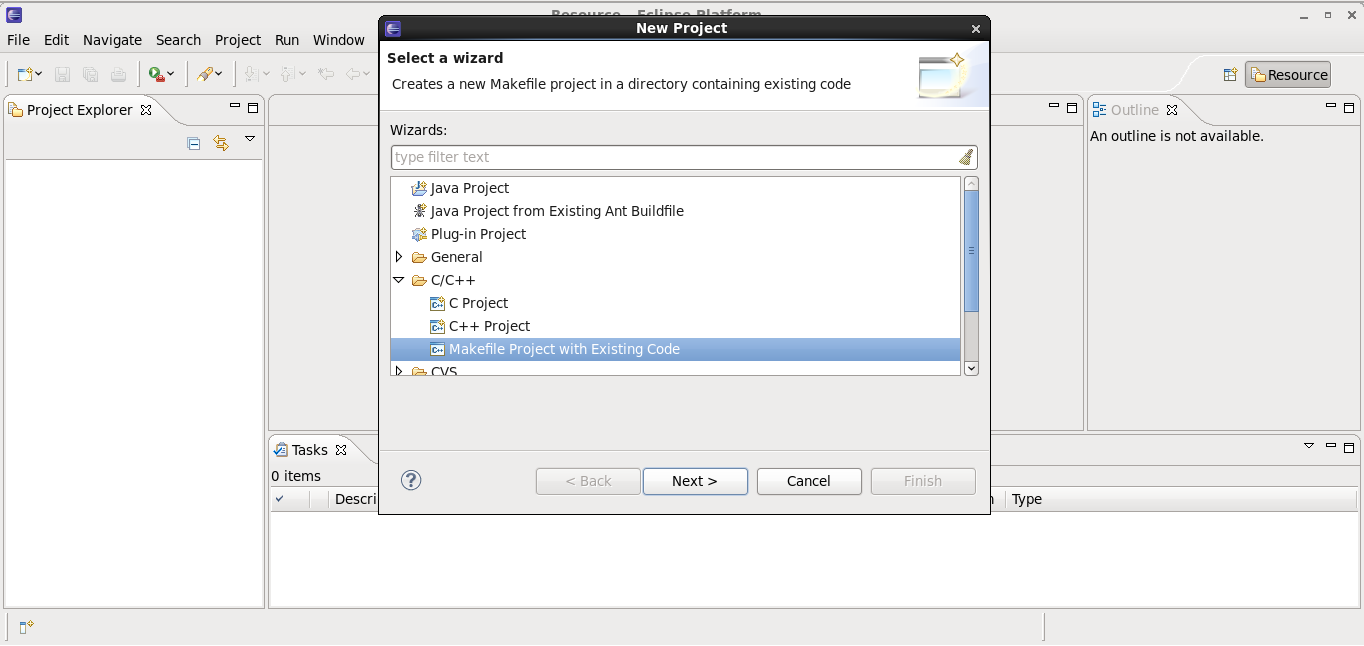 Resource - Eclipse Platform
New Project
File Edit Navigate Search Project Run Window
Select a wizard
Creates a new Makefile project in a directory containing existing code
Resource
Project Explorer
Outline
An outline is not available.
Wizards:
type filter text
Java Project
Java Project from Existing Ant Buildfile
Plug-in Project
General
C/C++
C Project
C++ Project
Makefile Project with Existing Code
CVS
Tasks
0 items
Descri
Type
< Back
Next >
Cancel
Finish